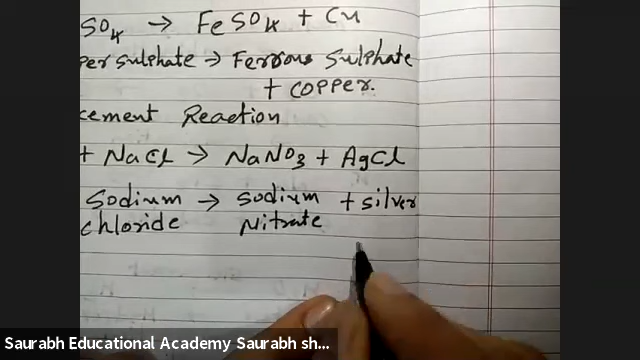 SO4 → FeSO4 + Cu
per sulphate → Ferrous Sulphate
+ copper.
cement Reaction
+ NaCl → NaNO3 + AgCl
Sodium → sodium + silver
chloride Nitrate
Saurabh Educational Academy Saurabh sh...